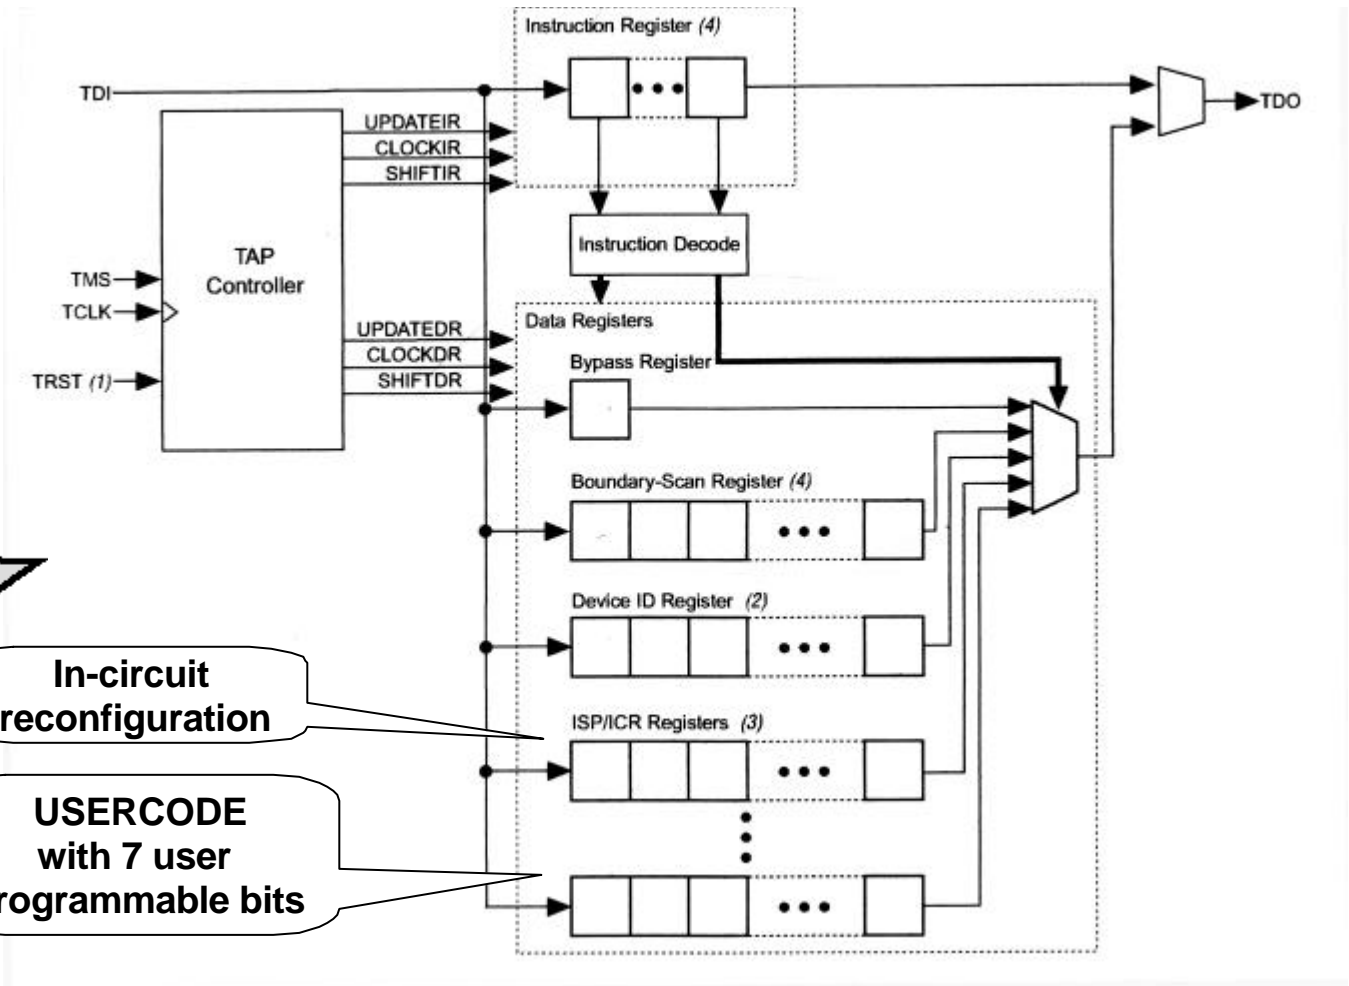 Instruction Register (4)
TDI
TDO
UPDATEIR
CLOCKIR
SHIFTIR
TAP
Controller
Instruction Decode
TMS
TCLK
TRST (1)
UPDATEDR
CLOCKDR
SHIFTDR
Data Registers
Bypass Register
Boundary-Scan Register (4)
Device ID Register (2)
In-circuit
reconfiguration
ISP/ICR Registers (3)
USERCODE
with 7 user
rogrammable bits